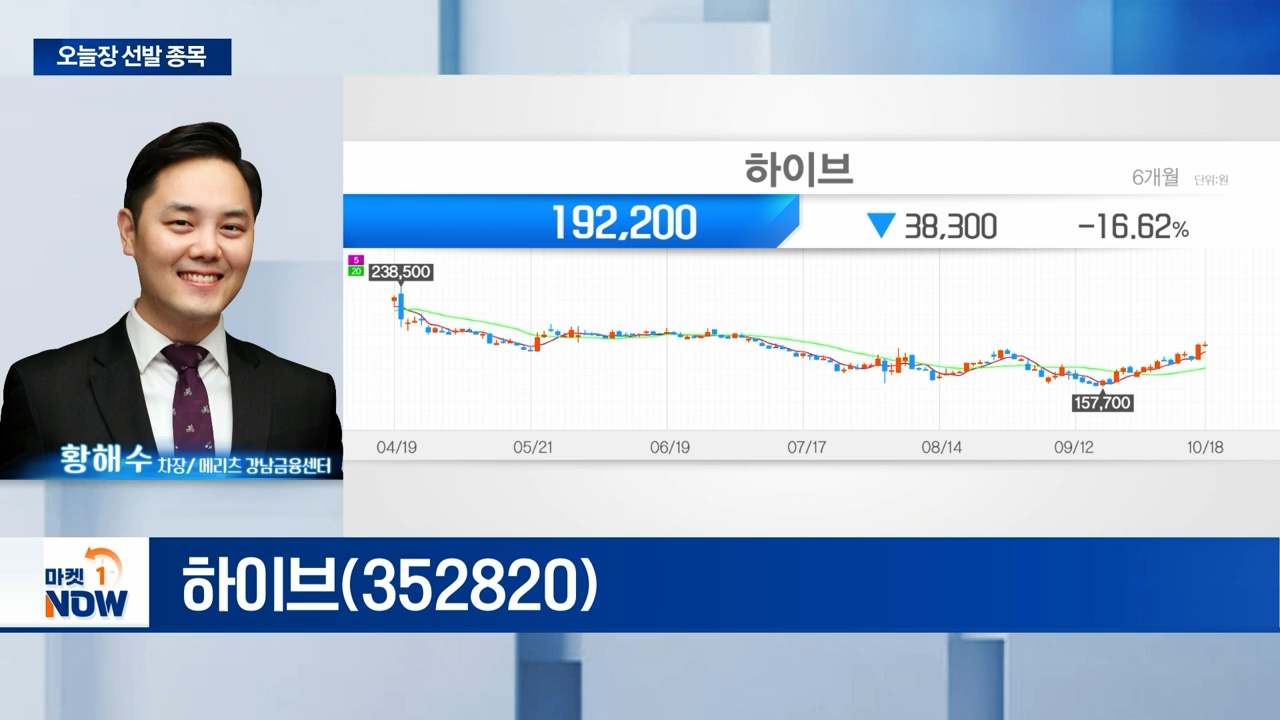 오늘장 선발 종목
하이브
6개월 단위:원
192,200 ▼ 38,300 -16.62%
5
20
238,500
157,700
04/19 05/21 06/19 07/17 08/14 09/12 10/18
황해수 차장/ 메리츠 강남금융센터
마켓 1
NOW
하이브(352820)